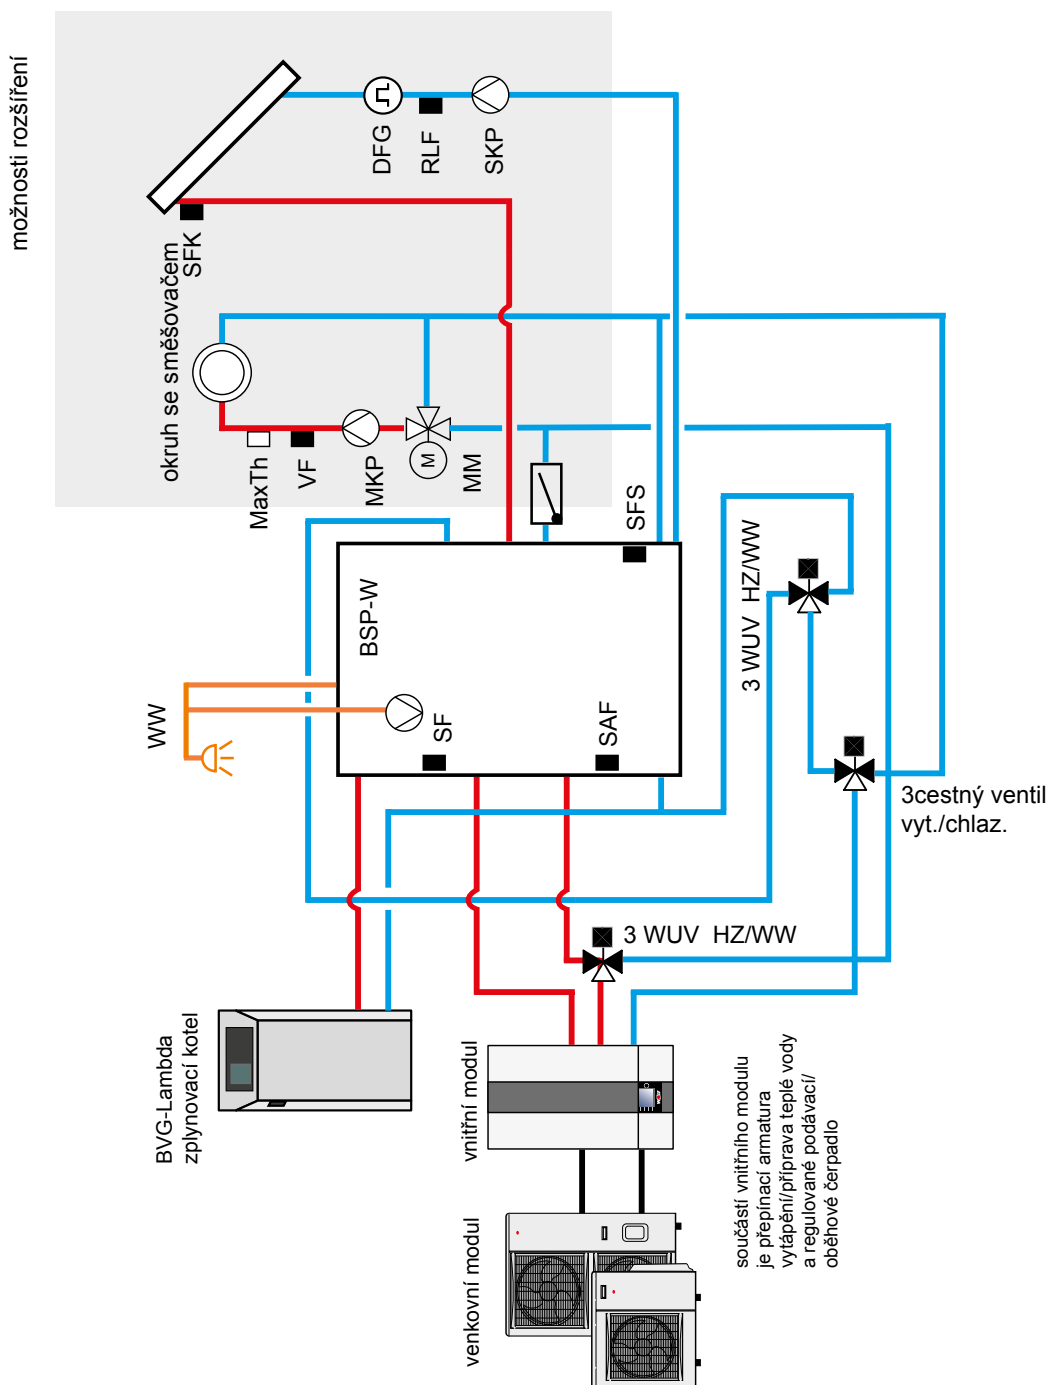 možnosti rozšíření
DFG
RLF
SKP
SFK
okruh se směšovačem
MaxTh
VF
MKP
MM
M
SFS
BSP-W
WW
SF
SAF
3 WUV HZ/WW
3cestný ventil
vyt./chlaz.
3 WUV HZ/WW
BVG-Lambda
zplynovací kotel
vnitřní modul
venkovní modul
součástí vnitřního modulu
je přepínací armatura
vytápění/příprava teplé vody
a regulované podávací/
oběhové čerpadlo